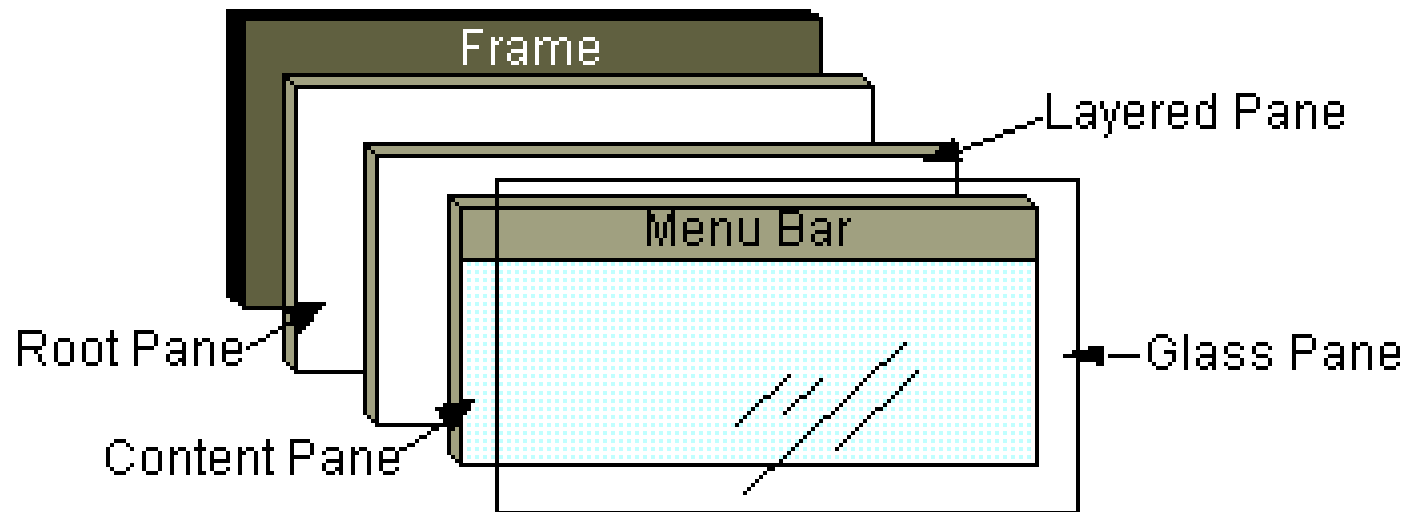 Frame
Layered Pane
Menu Bar
Root Pane
Glass Pane
Content Pane